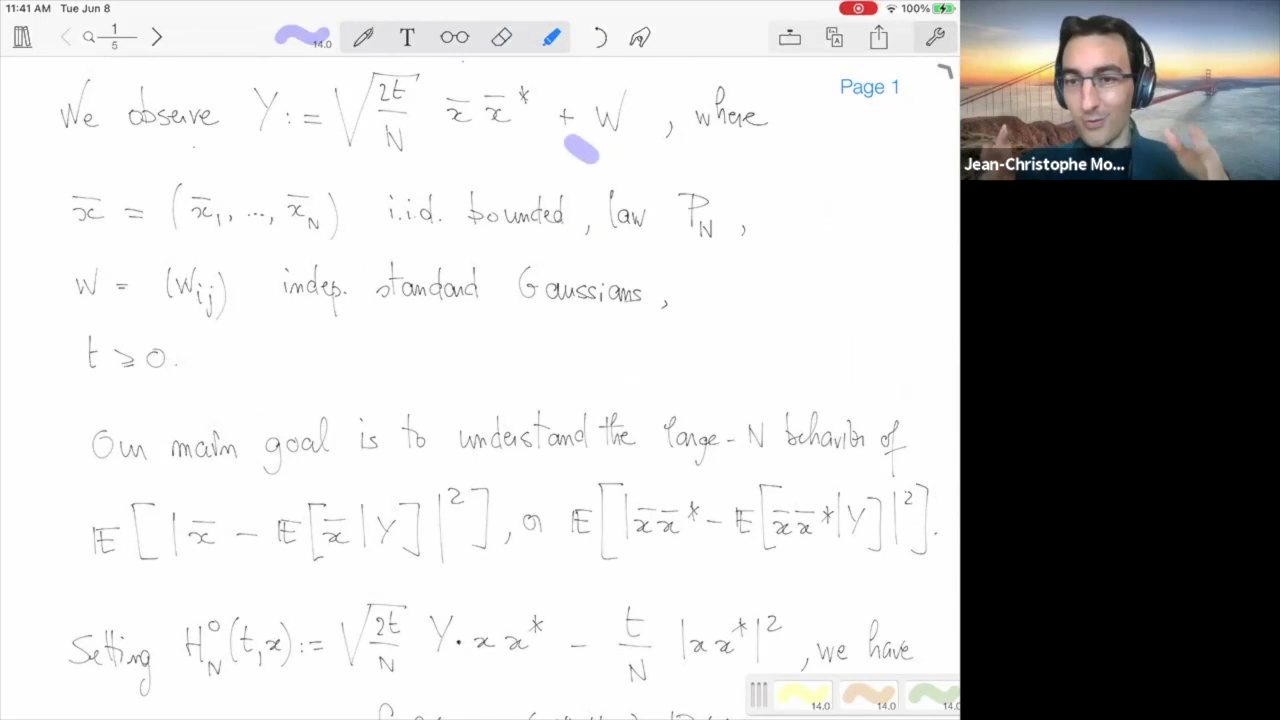 11:41 AM Tue Jun 8
100%
1
5
T
14.0
Page 1
We observe Y := √(2t/N) x̄ x̄* + W , where
x̄ = (x̄₁, ..., x̄_N) i.i.d. bounded, law P_N ,
W = (W_ij) indep. standard Gaussians ,
t ⩾ 0.
Our main goal is to understand the large-N behavior of
𝔼[|x̄ - 𝔼[x̄|Y]|²], or 𝔼[|x̄x̄* - 𝔼[x̄x̄*|Y]|²].
Setting H_N^o(t,x) := √(2t/N) Y·xx* - t/N |xx*|² , we have
14.0 14.0 14.0
Jean-Christophe Mo...